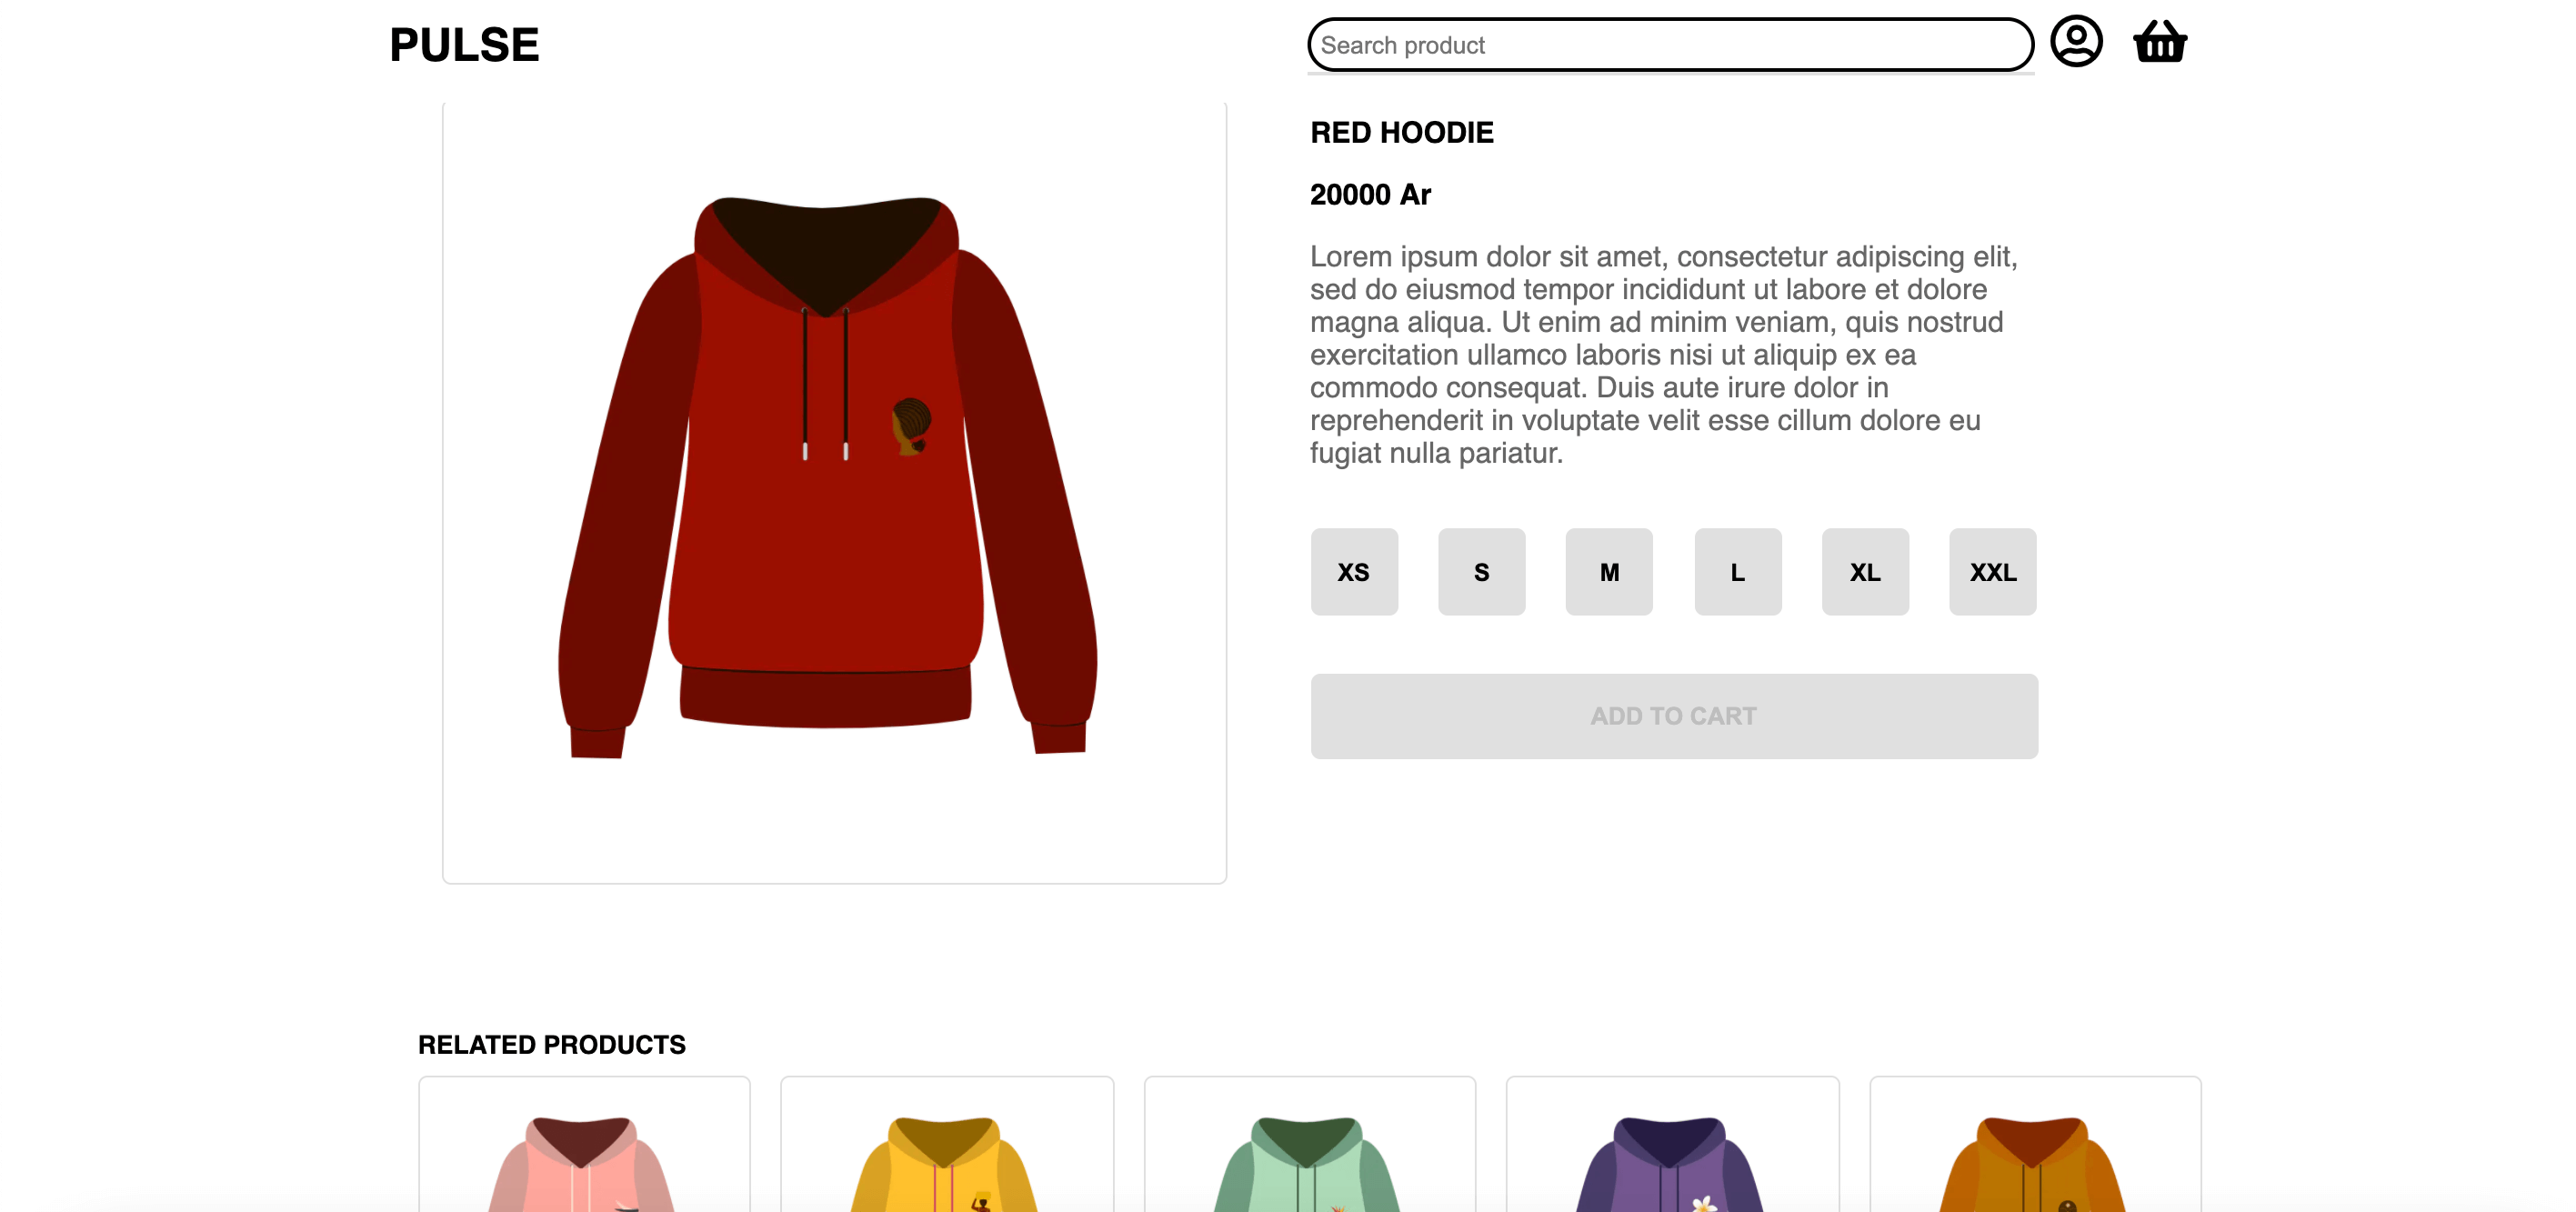 PULSE
Search product
RED HOODIE
20000 Ar
Lorem ipsum dolor sit amet, consectetur adipiscing elit,
sed do eiusmod tempor incididunt ut labore et dolore
magna aliqua. Ut enim ad minim veniam, quis nostrud
exercitation ullamco laboris nisi ut aliquip ex ea
commodo consequat. Duis aute irure dolor in
reprehenderit in voluptate velit esse cillum dolore eu
fugiat nulla pariatur.
XS S M L XL XXL
ADD TO CART
RELATED PRODUCTS